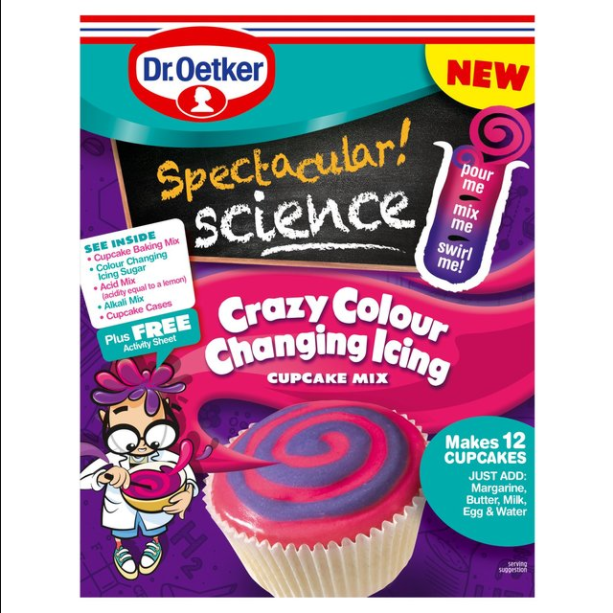 Dr.Oetker
NEW
Spectacular!
science
pour
me
mix
me
swirl
me!
SEE INSIDE
• Cupcake Baking Mix
• Colour Changing
Icing Sugar
• Acid Mix
(acidity equal to a lemon)
• Alkali Mix
• Cupcake Cases
Plus FREE
Activity Sheet
Crazy Colour
Changing Icing
CUPCAKE MIX
Makes 12
CUPCAKES
JUST ADD:
Margarine,
Butter, Milk,
Egg & Water
H2
serving
suggestion